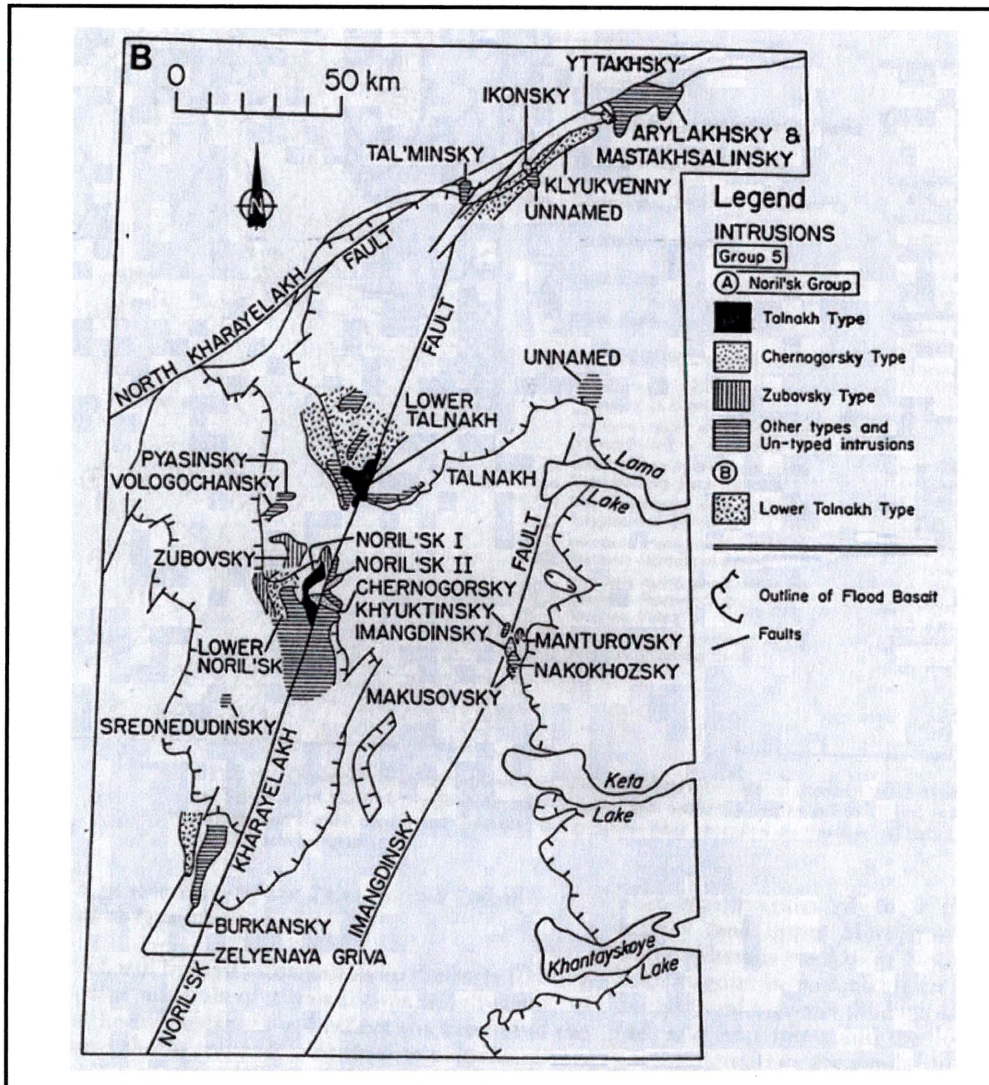 B
0 50 km
YTTAKHSKY
IKONSKY
ARYLAKHSKY &
MASTAKHSALINSKY
TAL'MINSKY
KLYUKVENNY
UNNAMED
N
NORTH KHARAYELAKH FAULT
FAULT
UNNAMED
LOWER
TALNAKH
PYASINSKY
VOLOGOCHANSKY
TALNAKH
Lama
Lake
FAULT
NORIL'SK I
ZUBOVSKY
NORIL'SK II
CHERNOGORSKY
KHYUKTINSKY
IMANGDINSKY
MANTUROVSKY
LOWER
NORIL'SK
NAKOKHOZSKY
MAKUSOVSKY
SREDNEDUDINSKY
KHARAYELAKH
Keta
Lake
IMANGDINSKY
BURKANSKY
ZELYENAYA GRIVA
Khantayskoye
Lake
NORIL'SK
Legend
INTRUSIONS
Group 5
A Noril'sk Group
Talnakh Type
Chernogorsky Type
Zubovsky Type
Other types and
Un-typed intrusions
B
Lower Talnakh Type
Outline of Flood Basalt
Faults